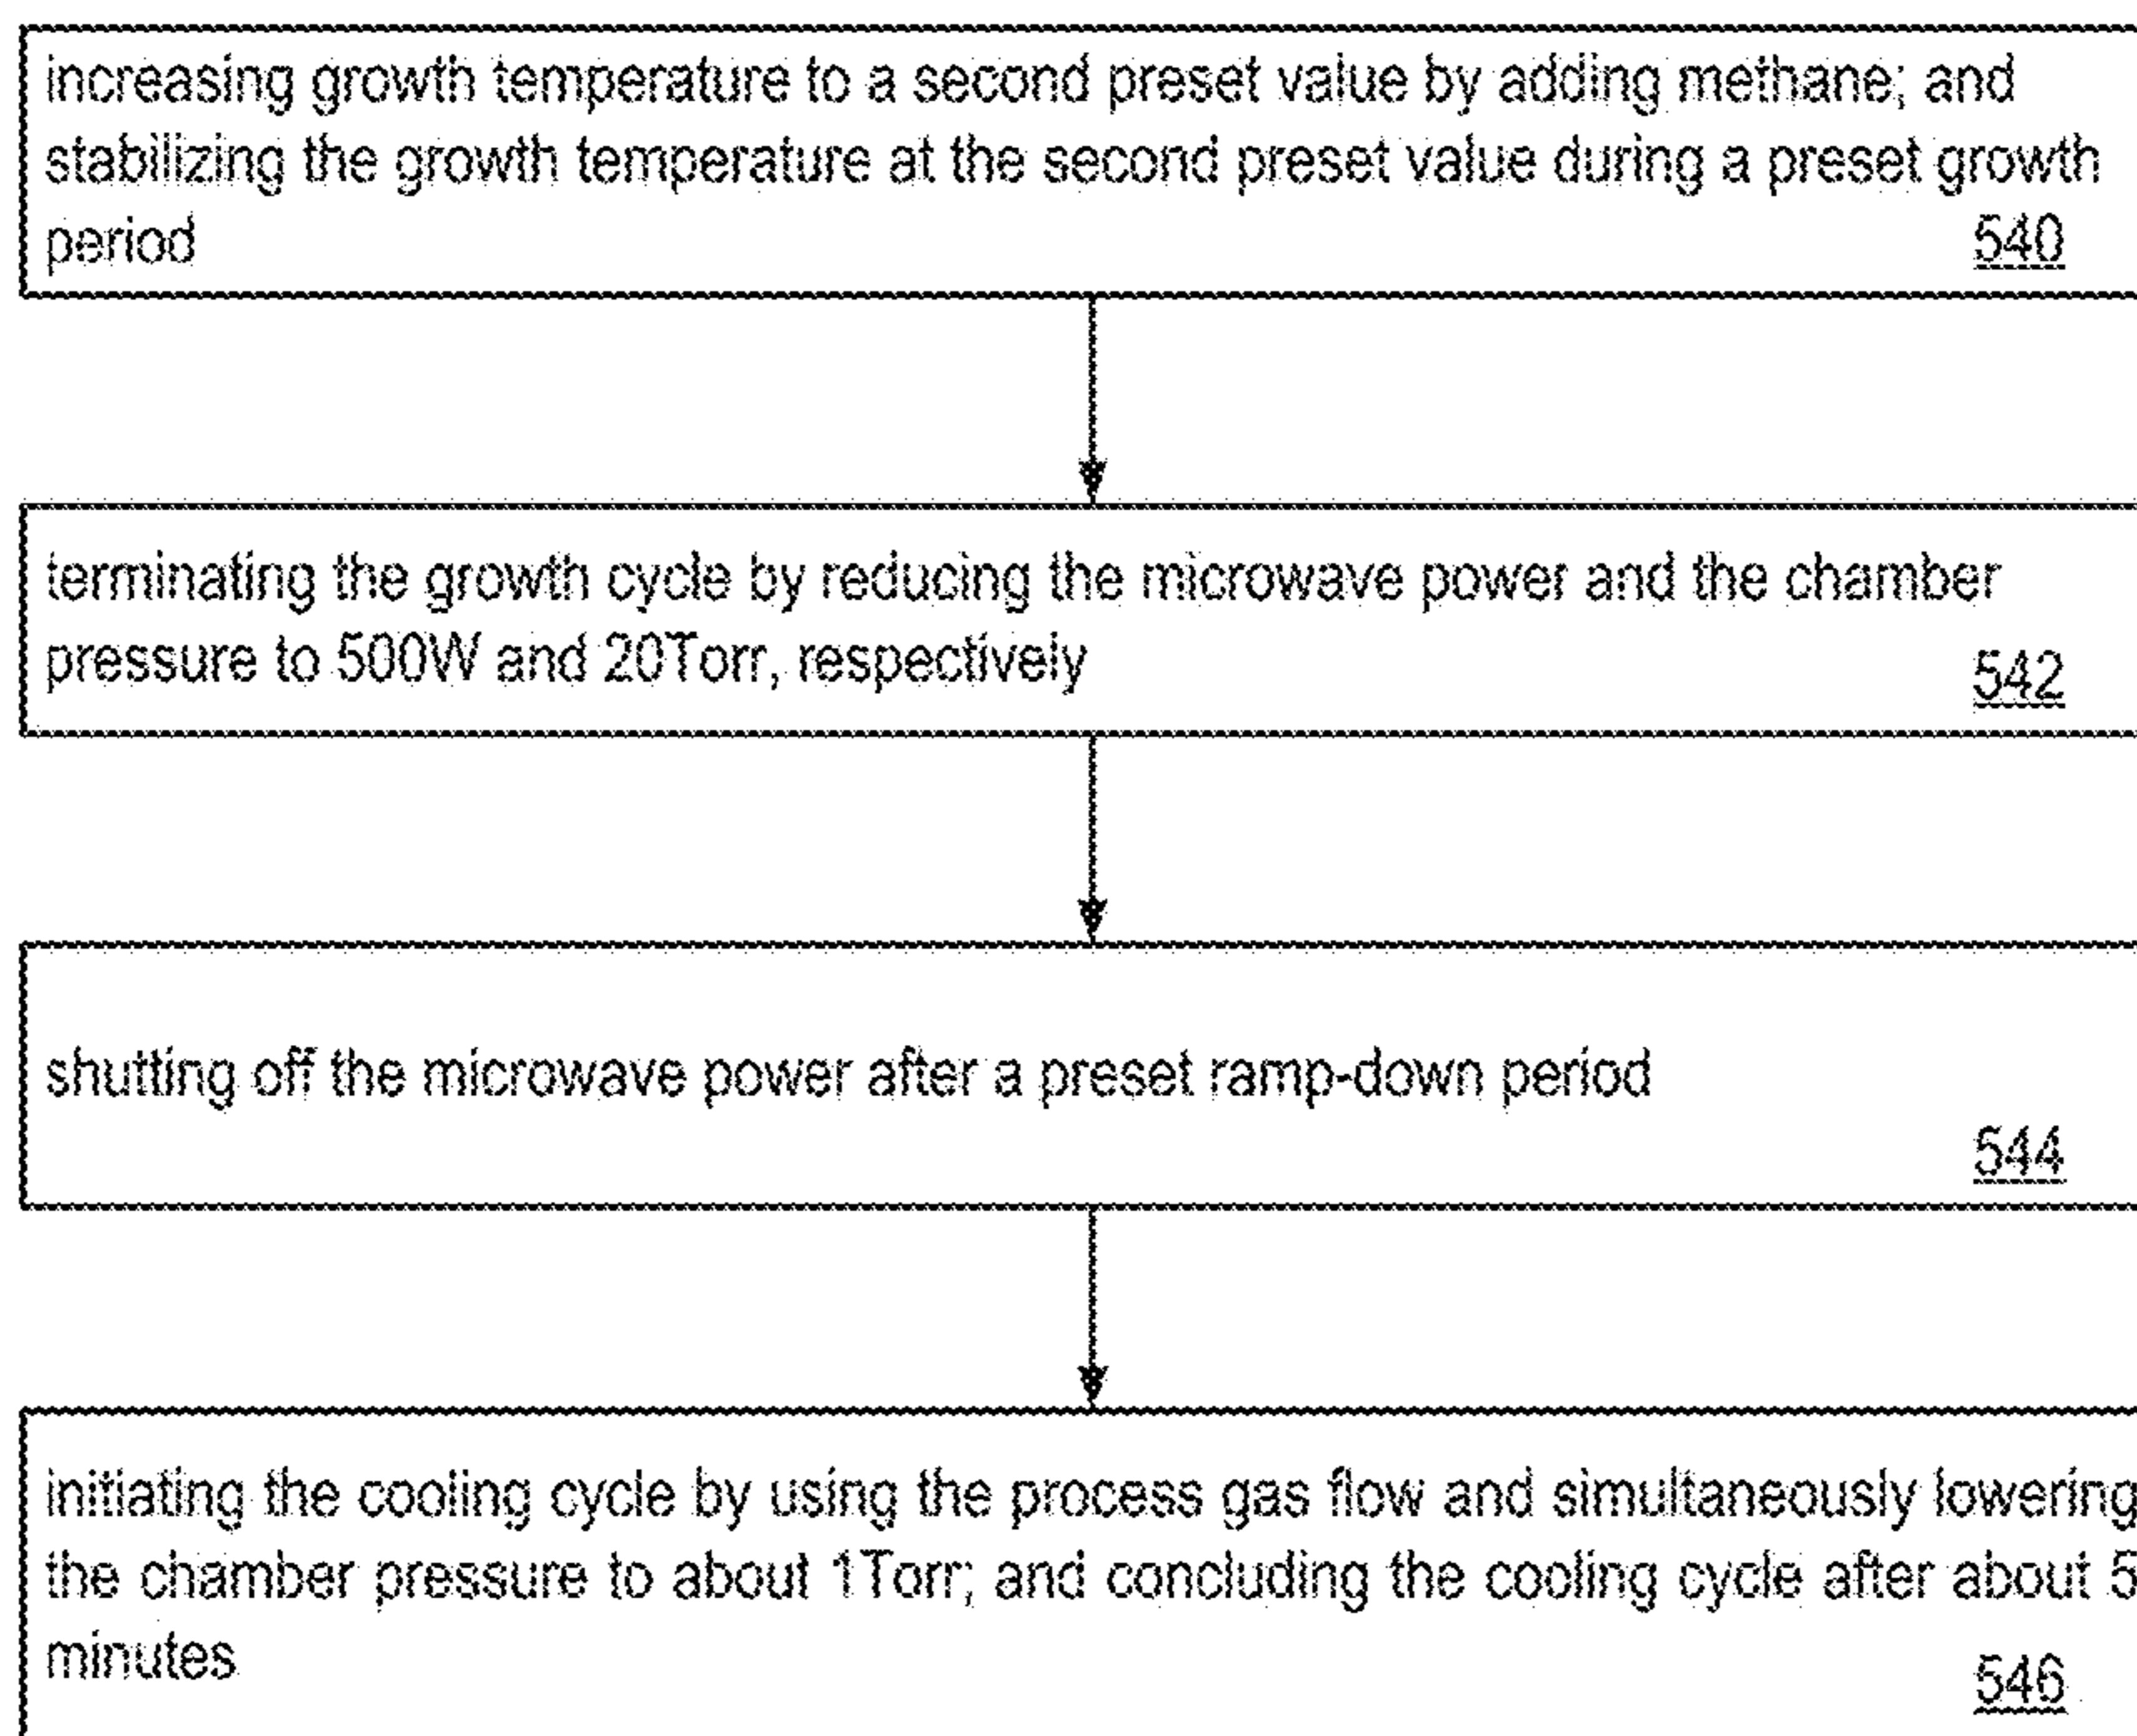 increasing growth temperature to a second preset value by adding methane; and
stabilizing the growth temperature at the second preset value during a preset growth
period
540
terminating the growth cycle by reducing the microwave power and the chamber
pressure to 500W and 20Torr, respectively
542
shutting off the microwave power after a preset ramp-down period
544
initiating the cooling cycle by using the process gas flow and simultaneously lowering
the chamber pressure to about 1Torr; and concluding the cooling cycle after about 5
minutes
546